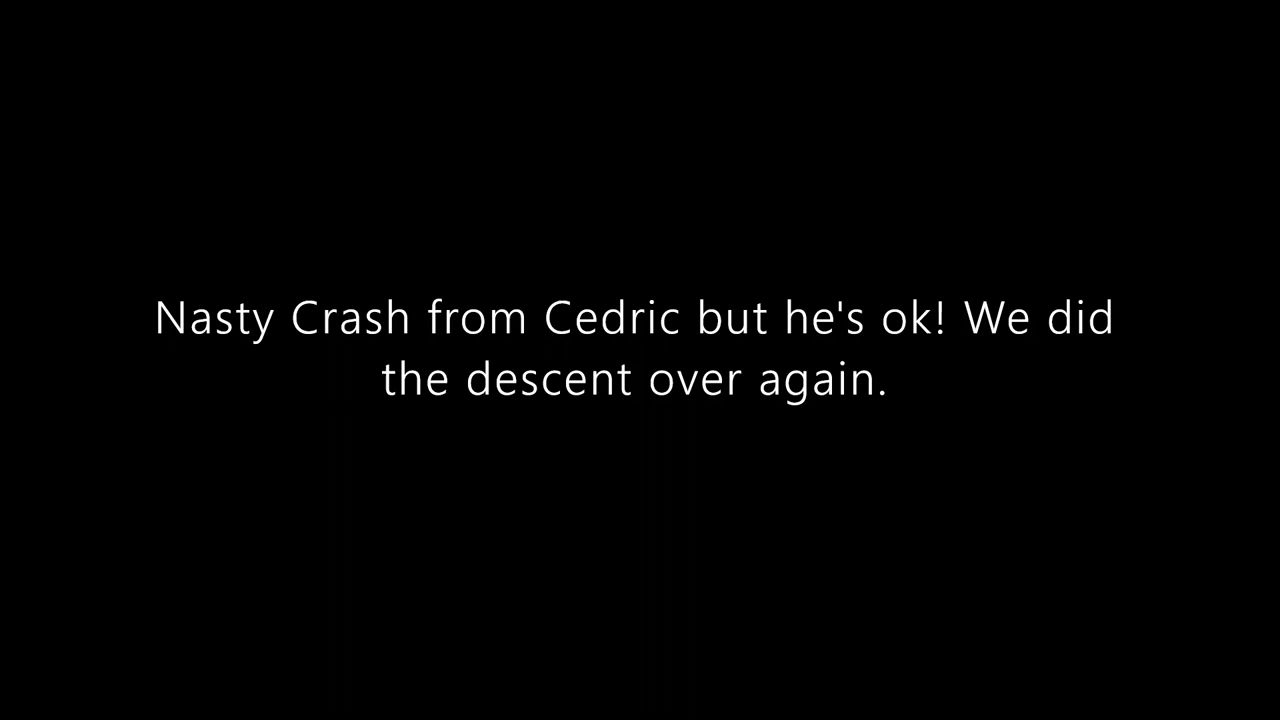 Nasty Crash from Cedric but he's ok! We did
the descent over again.